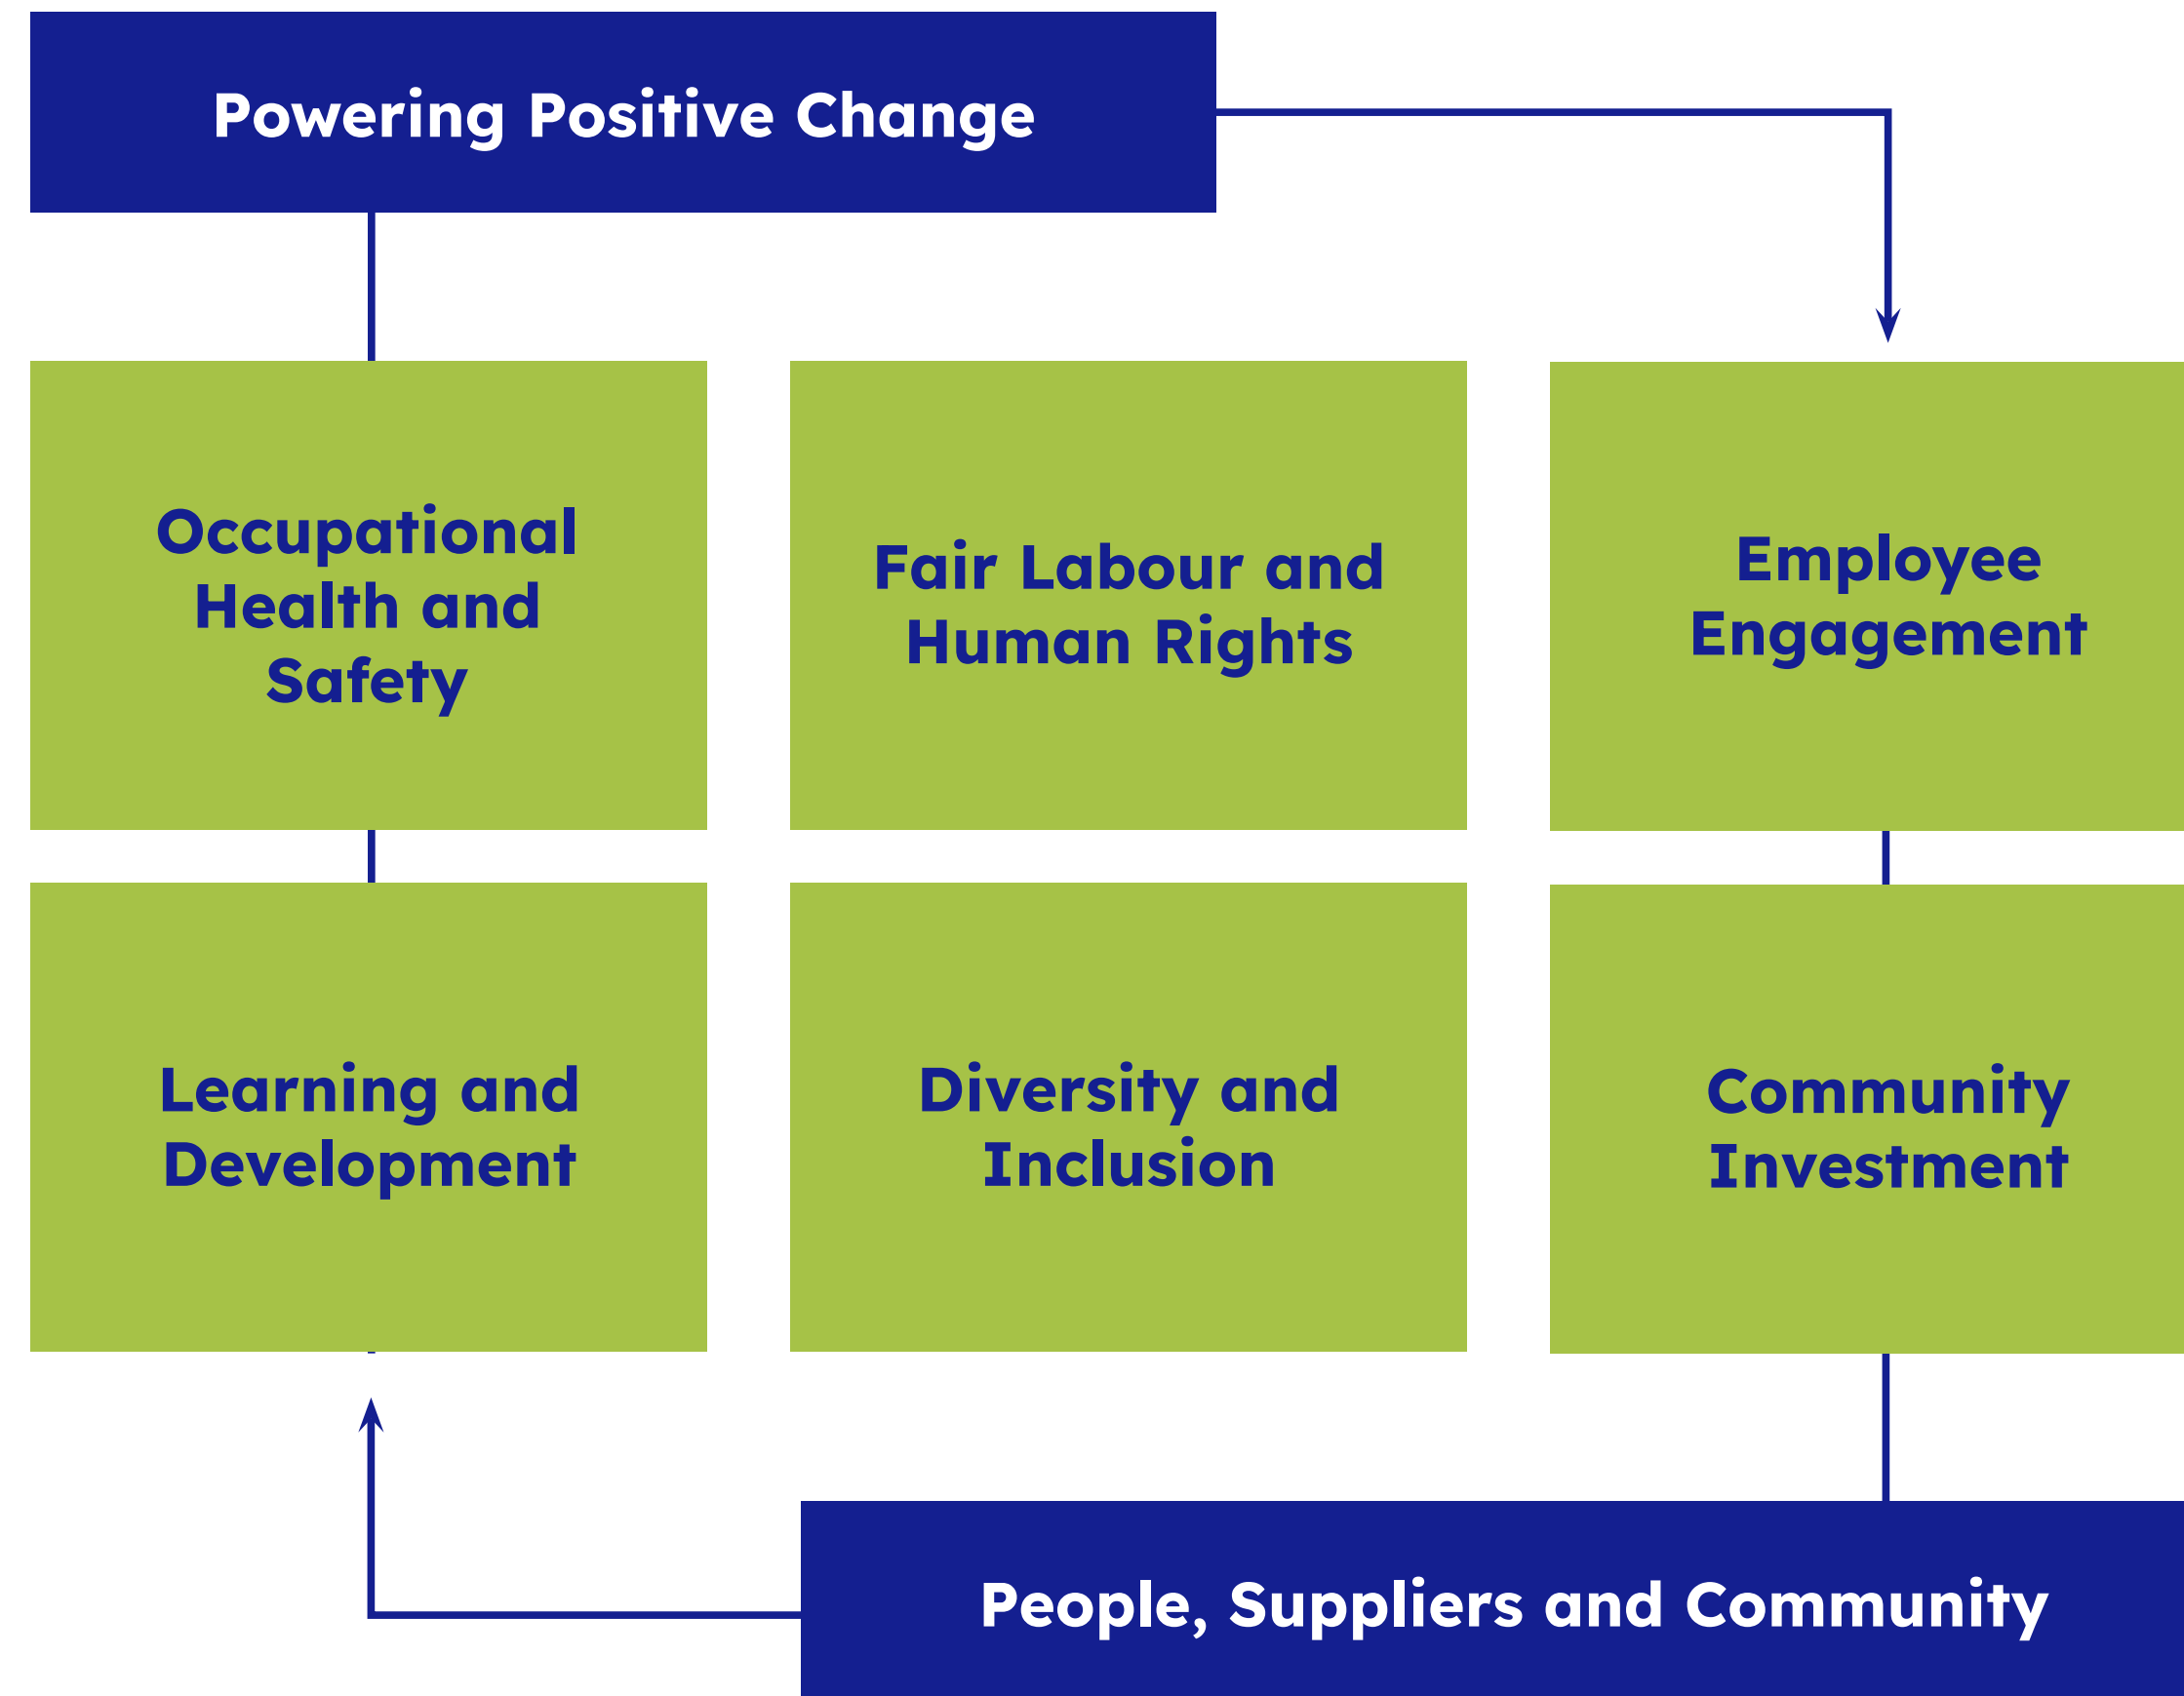 Powering Positive Change
Occupational
Health and
Safety
Fair Labour and
Human Rights
Employee
Engagement
Learning and
Development
Diversity and
Inclusion
Community
Investment
People, Suppliers and Community